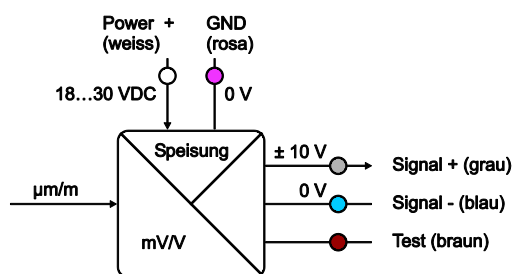 Power +
(weiss)
GND
(rosa)
18...30 VDC
0 V
Speisung
± 10 V
Signal + (grau)
µm/m
0 V
Signal - (blau)
mV/V
Test (braun)